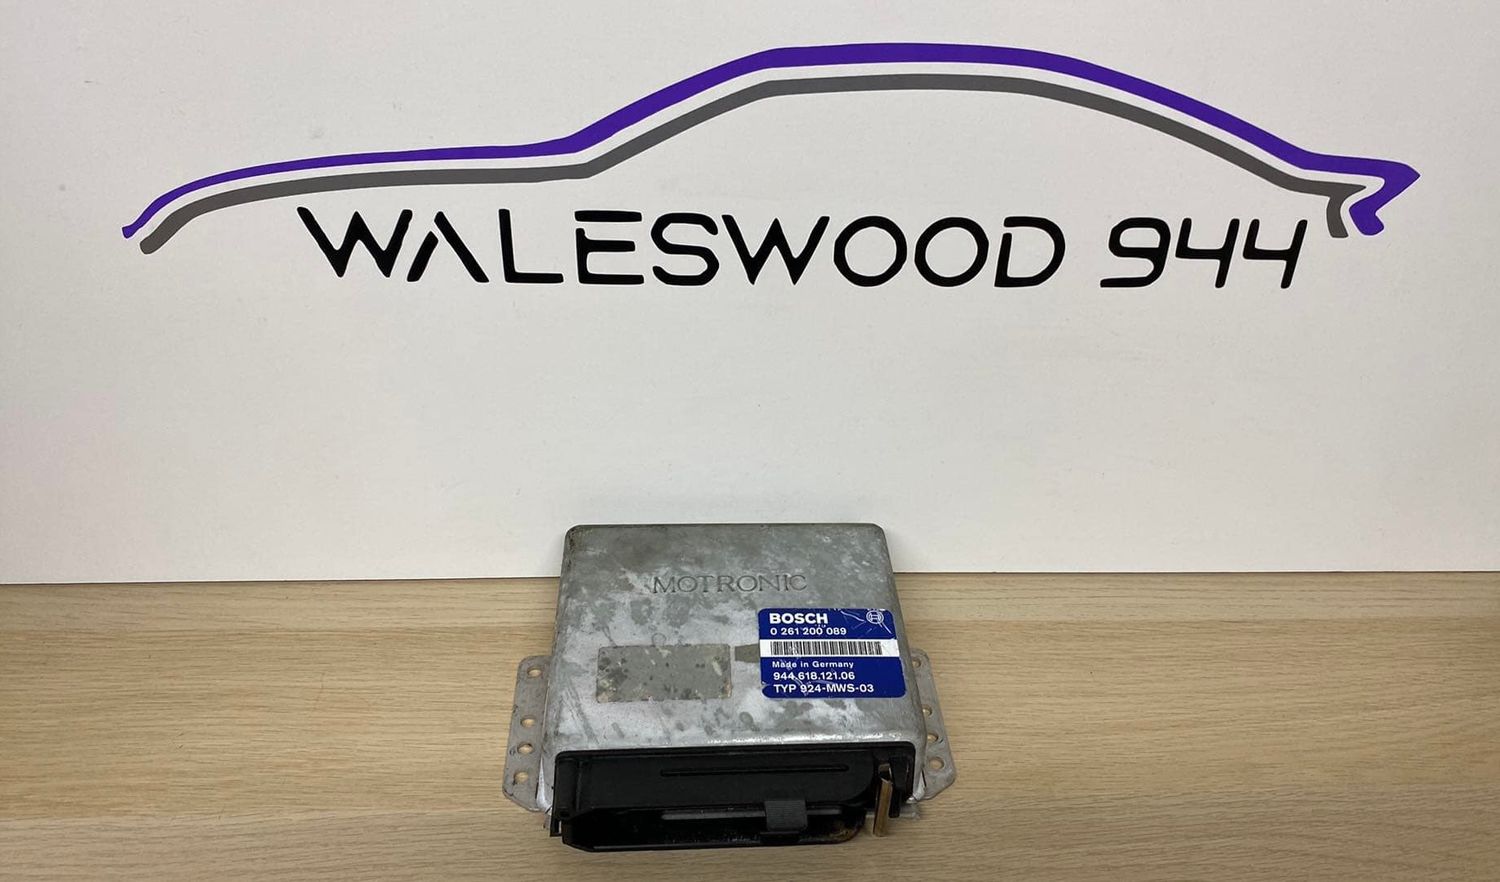 WALESWOOD 944
MOTRONIC
BOSCH
0 261 200 089
Made in Germany
944.618.121.06
TYP 924-MWS-03